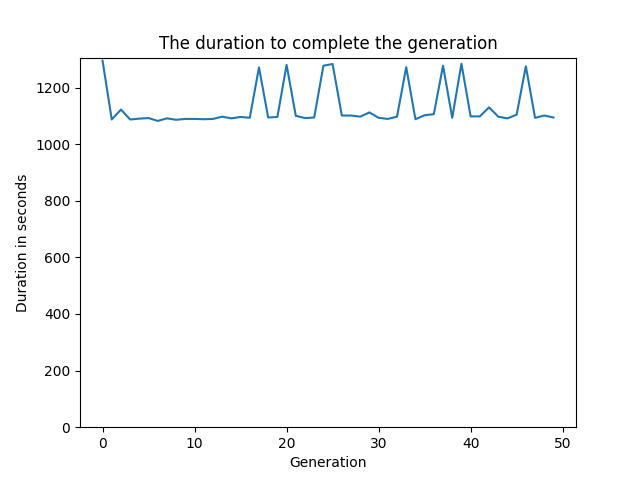 The duration to complete the generation
1200
1000
800
600
400
200
0
Duration in seconds
0 10 20 30 40 50
Generation